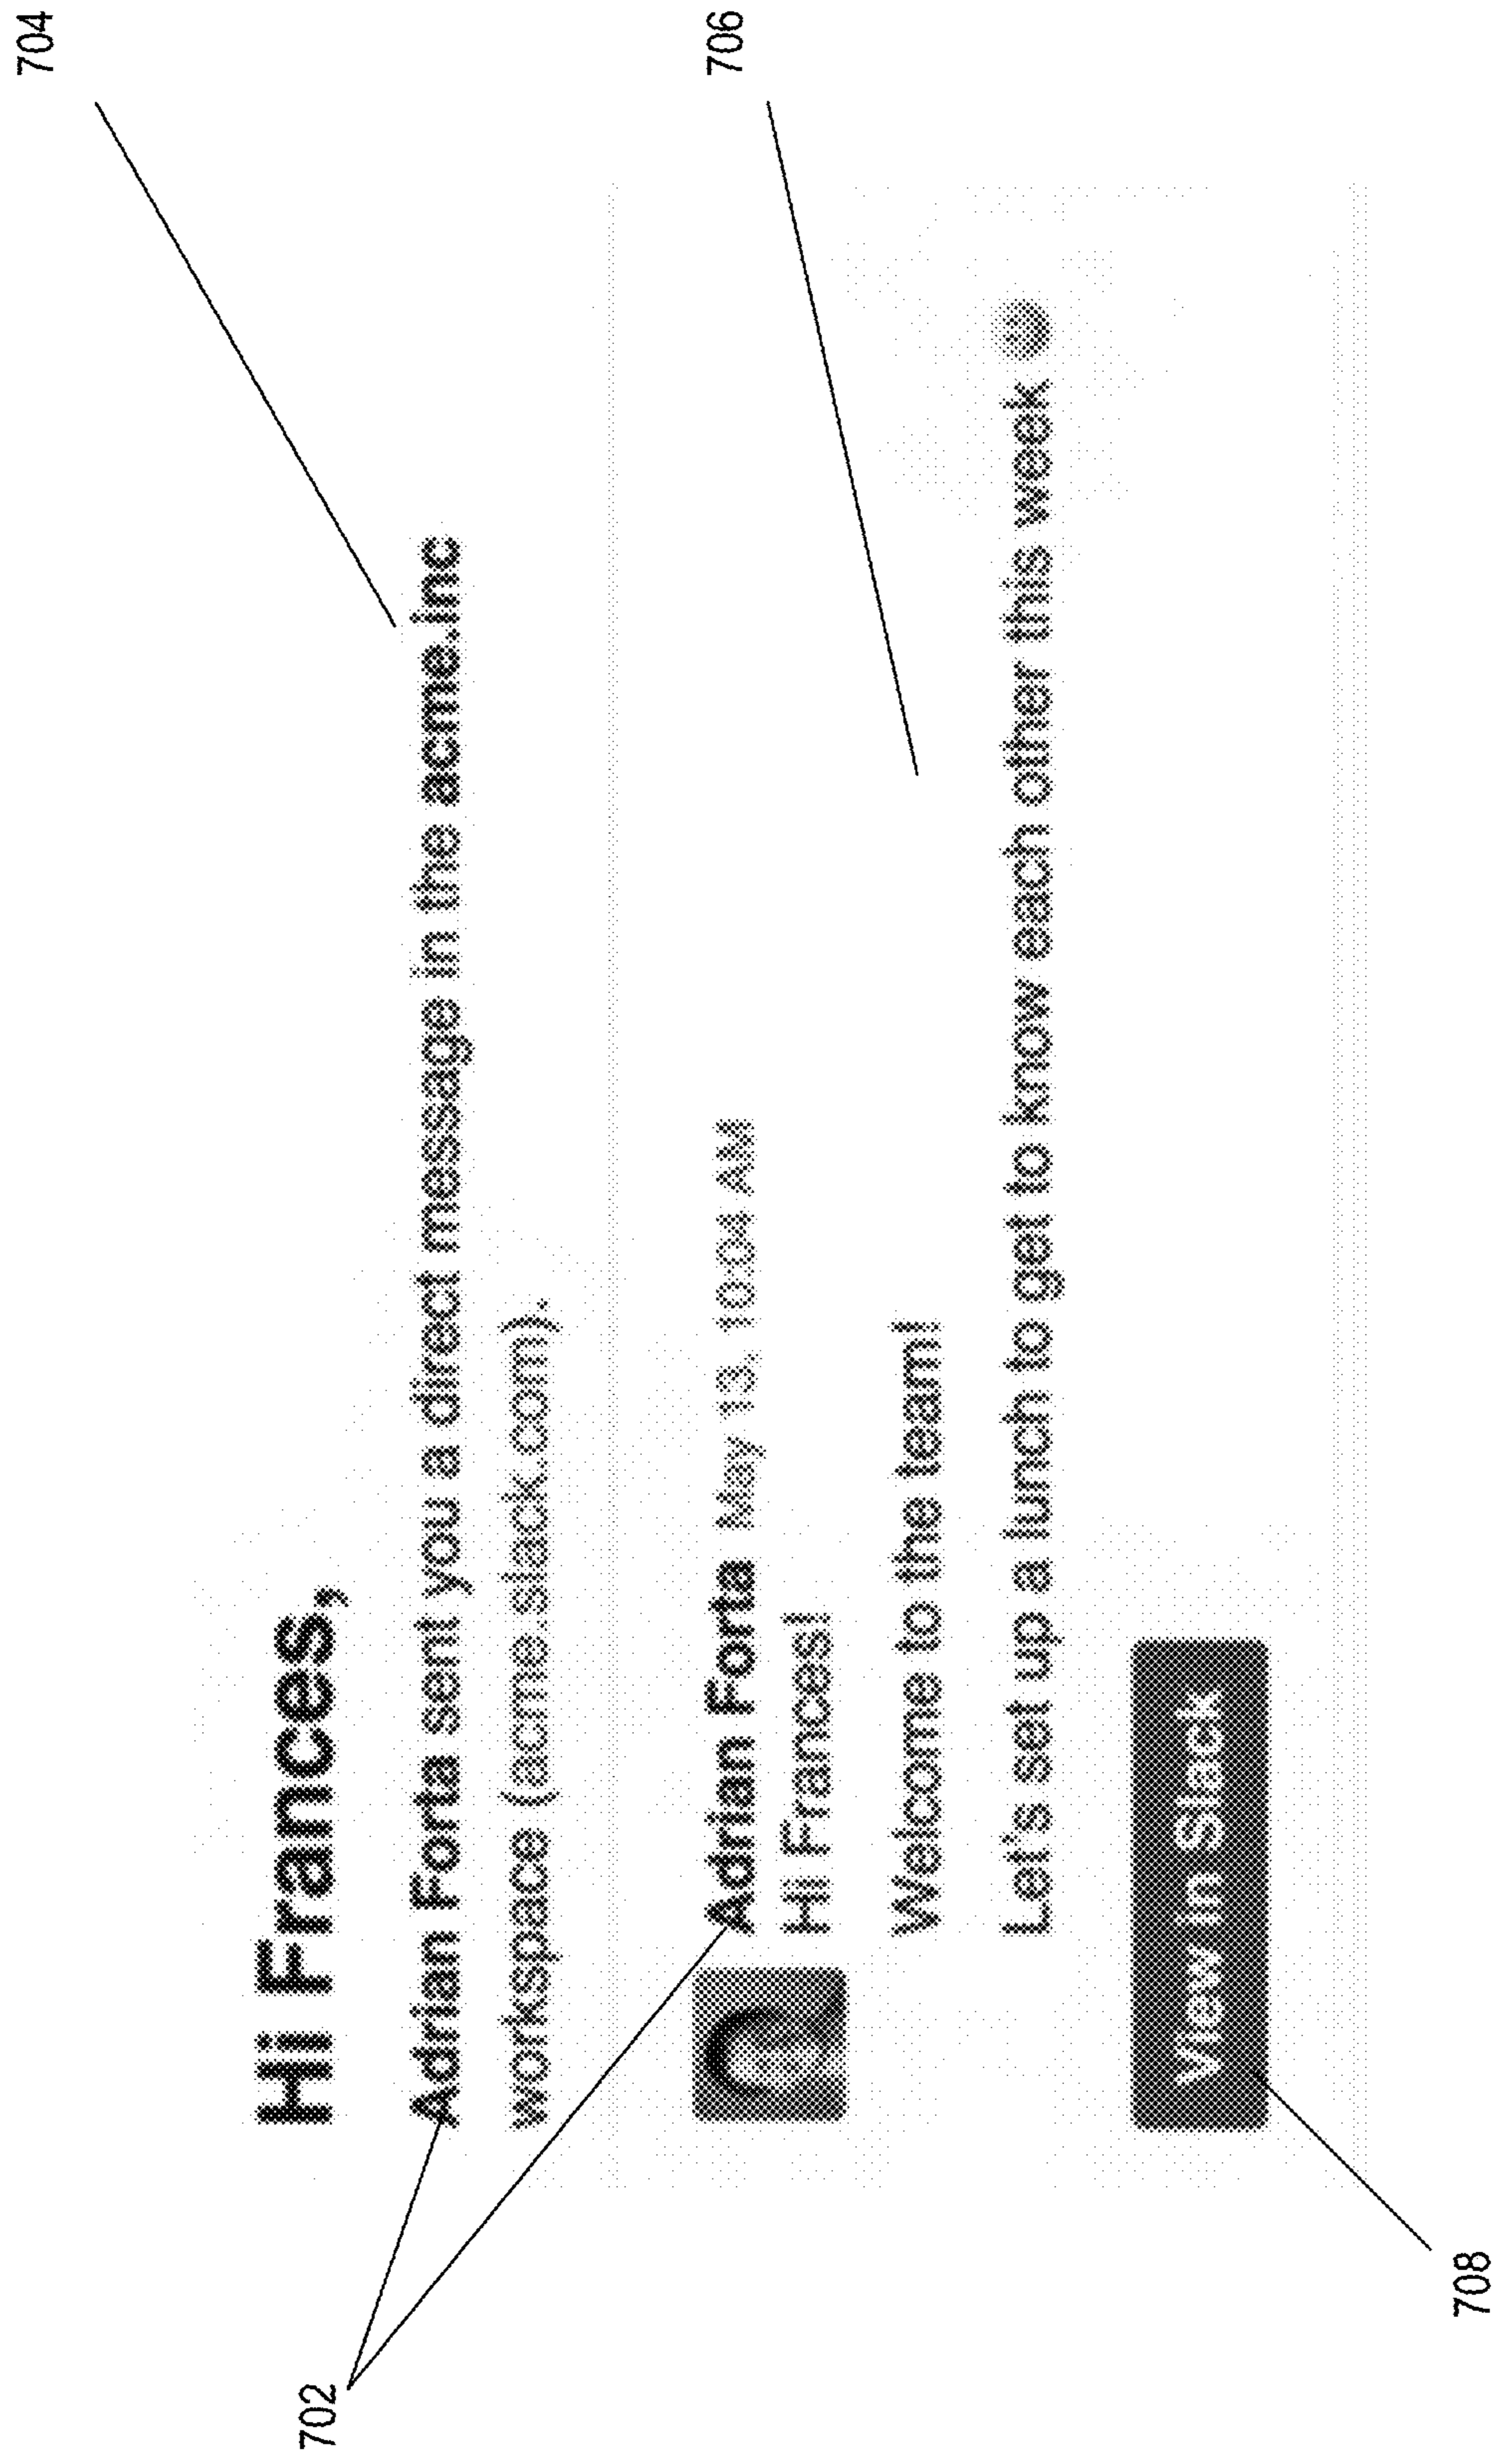 704
706
Hi Frances,
Adrian Forta sent you a direct message in the acme.inc
workspace (acme.slack.com).
Adrian Forta May 13, 10:04 AM
Hi Frances!
Welcome to the team!
Let's set up a lunch to get to know each other this week 😊
View in Slack
702
708